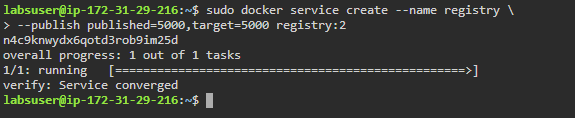 labsuser@ip-172-31-29-216:~$ sudo docker service create --name registry \
> --publish published=5000,target=5000 registry:2
n4c9knwydx6qotd3rob9im25d
overall progress: 1 out of 1 tasks
1/1: running   [==================================================>]
verify: Service converged
labsuser@ip-172-31-29-216:~$